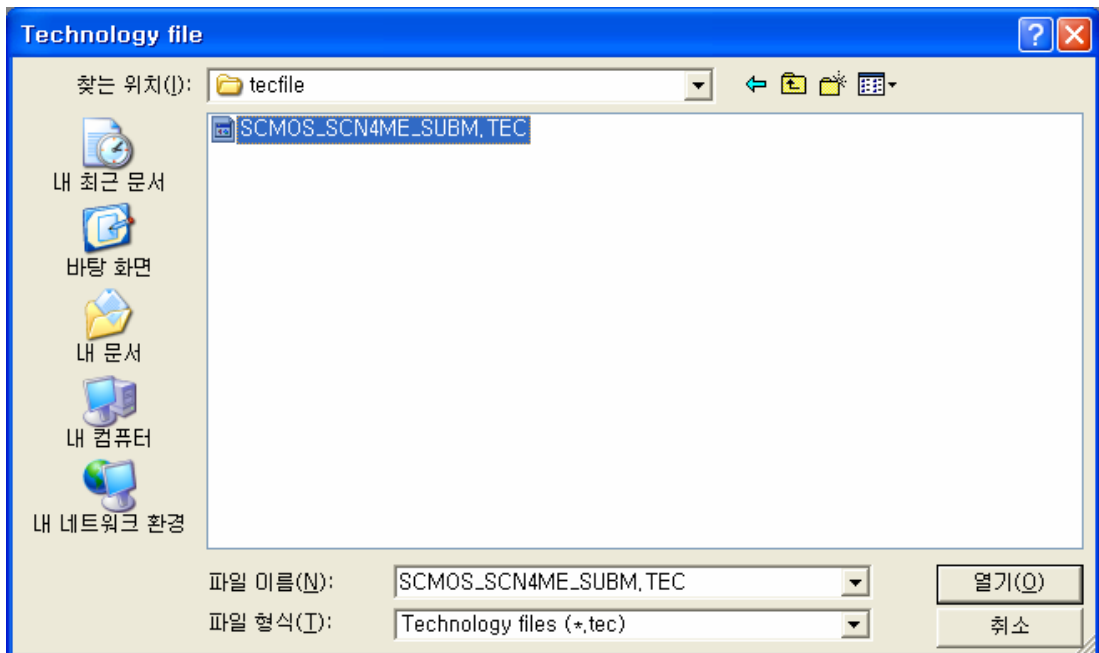 Technology file
찾는 위치(I): tecfile
SCMOS_SCN4ME_SUBM.TEC
내 최근 문서
바탕 화면
내 문서
내 컴퓨터
내 네트워크 환경
파일 이름(N): SCMOS_SCN4ME_SUBM.TEC 열기(O)
파일 형식(T): Technology files (*.tec) 취소